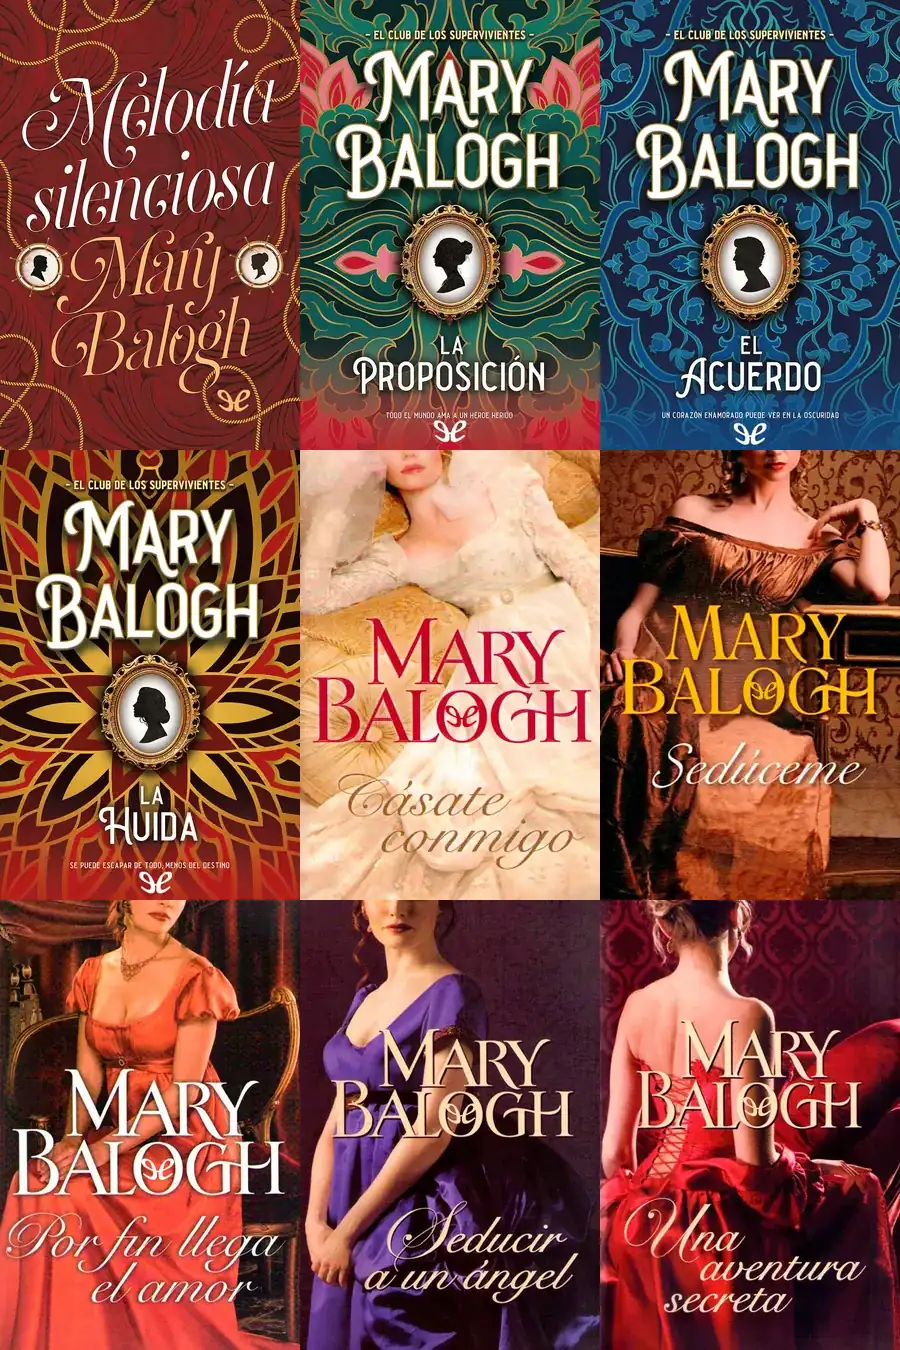 Melodía
silenciosa
Mary
Balogh
- EL CLUB DE LOS SUPERVIVIENTES -
MARY
BALOGH
LA
PROPOSICIÓN
TODO EL MUNDO AMA A UN HÉROE HERIDO
- EL CLUB DE LOS SUPERVIVIENTES -
MARY
BALOGH
EL
ACUERDO
UN CORAZÓN ENAMORADO PUEDE VER EN LA OSCURIDAD
- EL CLUB DE LOS SUPERVIVIENTES -
MARY
BALOGH
LA
HUIDA
SE PUEDE ESCAPAR DE TODO, MENOS DEL DESTINO
MARY
BALOGH
Cásate
conmigo
MARY
BALOGH
Sedúceme
MARY
BALOGH
Por fin llega
el amor
MARY
BALOGH
Seducir
a un ángel
MARY
BALOGH
Una
aventura
secreta